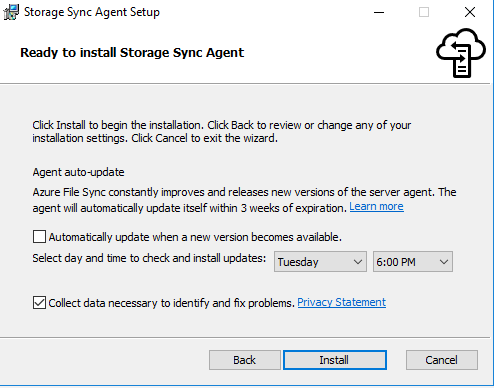 Storage Sync Agent Setup
Ready to install Storage Sync Agent
Click Install to begin the installation. Click Back to review or change any of your
installation settings. Click Cancel to exit the wizard.
Agent auto-update
Azure File Sync constantly improves and releases new versions of the server agent. The
agent will automatically update itself within 3 weeks of expiration. Learn more
Automatically update when a new version becomes available.
Select day and time to check and install updates: Tuesday 6:00 PM
Collect data necessary to identify and fix problems. Privacy Statement
Back Install Cancel